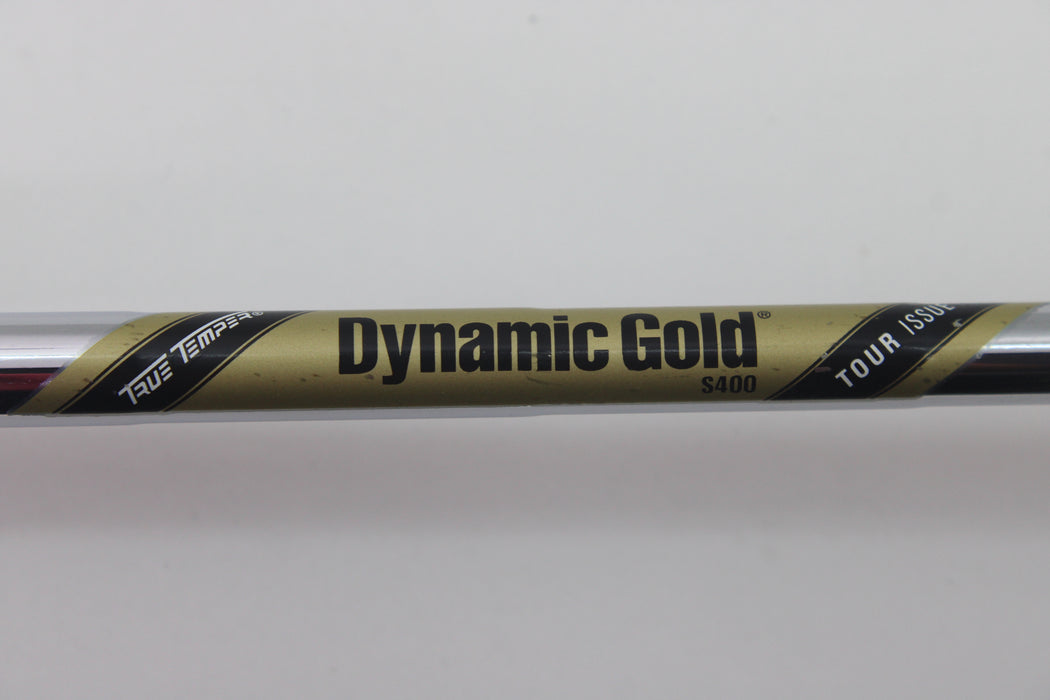 TRUE TEMPER®
Dynamic Gold®
S400
TOUR ISSUE